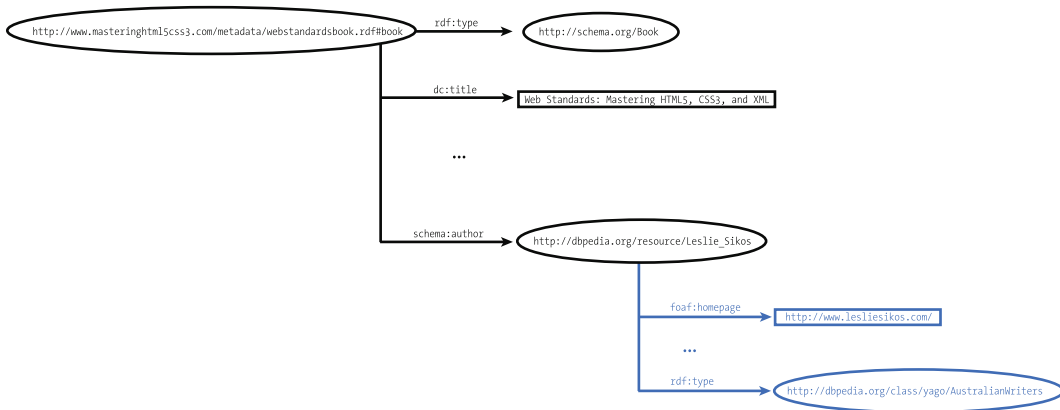 rdf:type
http://www.masteringhtml5css3.com/metadata/webstandardsbook.rdf#book
http://schema.org/Book
dc:title
Web Standards: Mastering HTML5, CSS3, and XML
...
schema:author
http://dbpedia.org/resource/Leslie_Sikos
foaf:homepage
http://www.lesliesikos.com/
...
rdf:type
http://dbpedia.org/class/yago/AustralianWriters